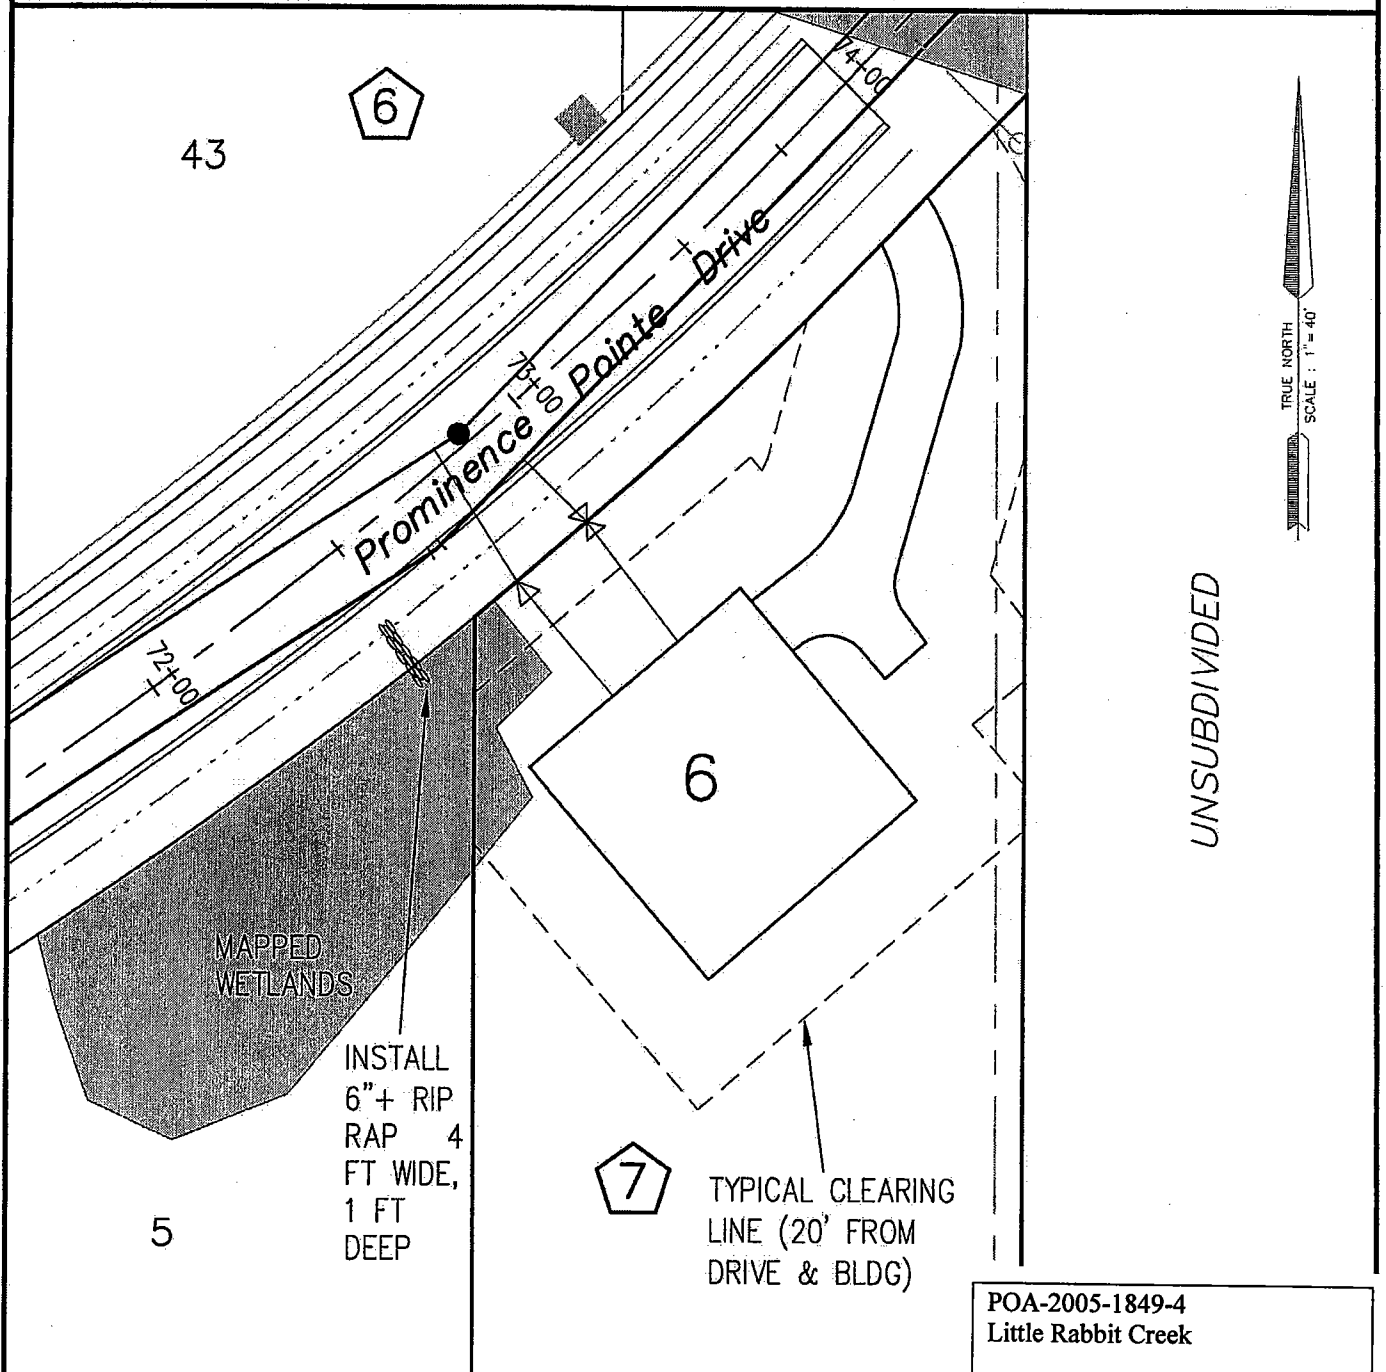 6
43
74+00
Prominence Pointe Drive
73+00
72+00
TRUE NORTH
SCALE : 1" = 40'
UNSUBDIVIDED
6
MAPPED
WETLANDS
INSTALL
6"+ RIP
RAP 4
FT WIDE,
1 FT
DEEP
5
7
TYPICAL CLEARING
LINE (20' FROM
DRIVE & BLDG)
POA-2005-1849-4
Little Rabbit Creek